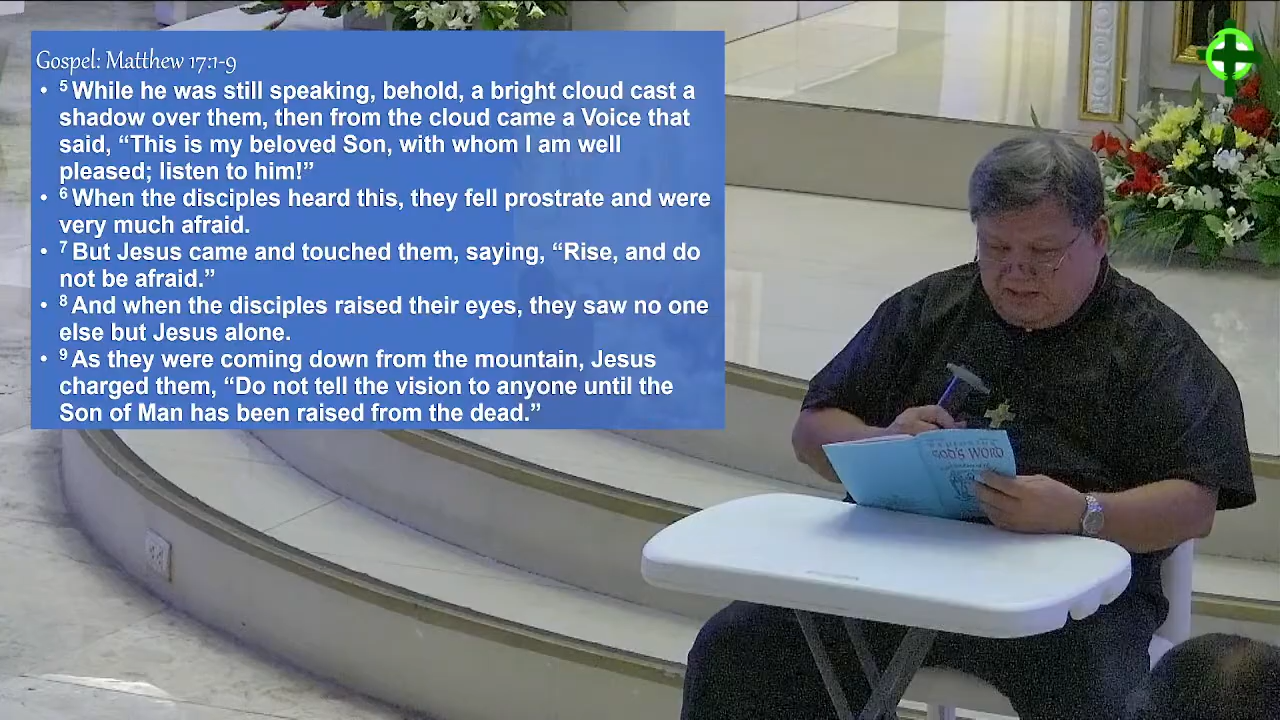 Gospel: Matthew 17:1-9
• 5 While he was still speaking, behold, a bright cloud cast a
shadow over them, then from the cloud came a Voice that
said, “This is my beloved Son, with whom I am well
pleased; listen to him!”
• 6 When the disciples heard this, they fell prostrate and were
very much afraid.
• 7 But Jesus came and touched them, saying, “Rise, and do
not be afraid.”
• 8 And when the disciples raised their eyes, they saw no one
else but Jesus alone.
• 9 As they were coming down from the mountain, Jesus
charged them, “Do not tell the vision to anyone until the
Son of Man has been raised from the dead.”
GOD'S WORD